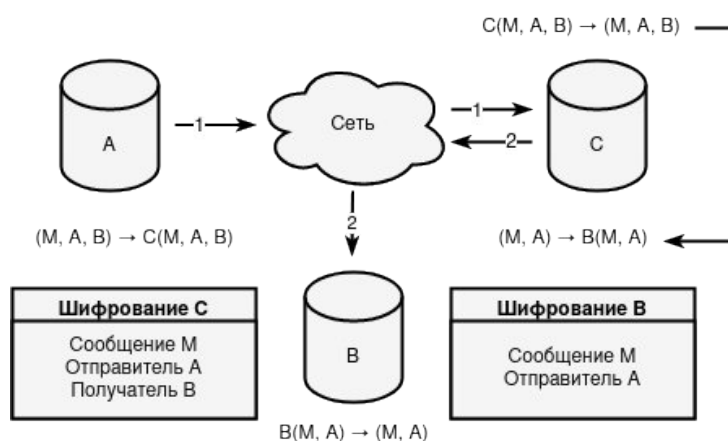 C(M, A, B) → (M, A, B)
A
1
Сеть
1
2
C
2
(M, A, B) → C(M, A, B)
(M, A) → B(M, A)
Шифрование C
Сообщение M
Отправитель A
Получатель B
B
Шифрование B
Сообщение M
Отправитель A
B(M, A) → (M, A)